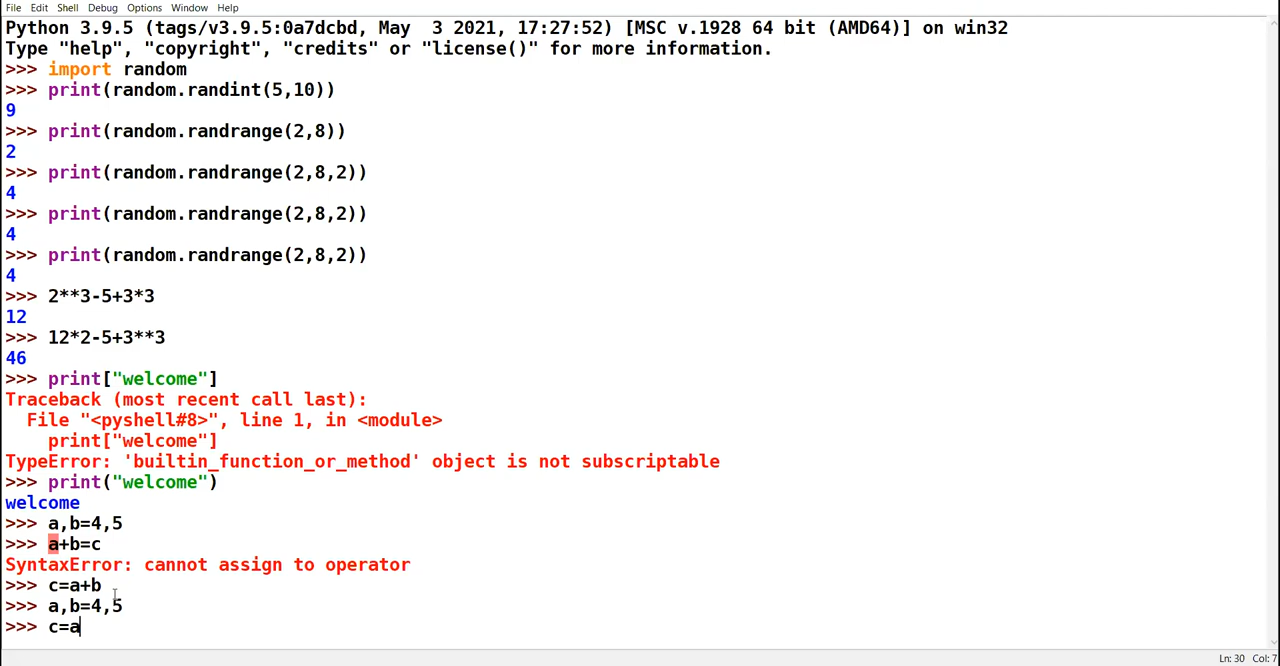 File Edit Shell Debug Options Window Help
Python 3.9.5 (tags/v3.9.5:0a7dcbd, May  3 2021, 17:27:52) [MSC v.1928 64 bit (AMD64)] on win32
Type "help", "copyright", "credits" or "license()" for more information.
>>> import random
>>> print(random.randint(5,10))
9
>>> print(random.randrange(2,8))
2
>>> print(random.randrange(2,8,2))
4
>>> print(random.randrange(2,8,2))
4
>>> print(random.randrange(2,8,2))
4
>>> 2**3-5+3*3
12
>>> 12*2-5+3**3
46
>>> print["welcome"]
Traceback (most recent call last):
  File "<pyshell#8>", line 1, in <module>
    print["welcome"]
TypeError: 'builtin_function_or_method' object is not subscriptable
>>> print("welcome")
welcome
>>> a,b=4,5
>>> a+b=c
SyntaxError: cannot assign to operator
>>> c=a+b
>>> a,b=4,5
>>> c=a
Ln: 30 Col: 7